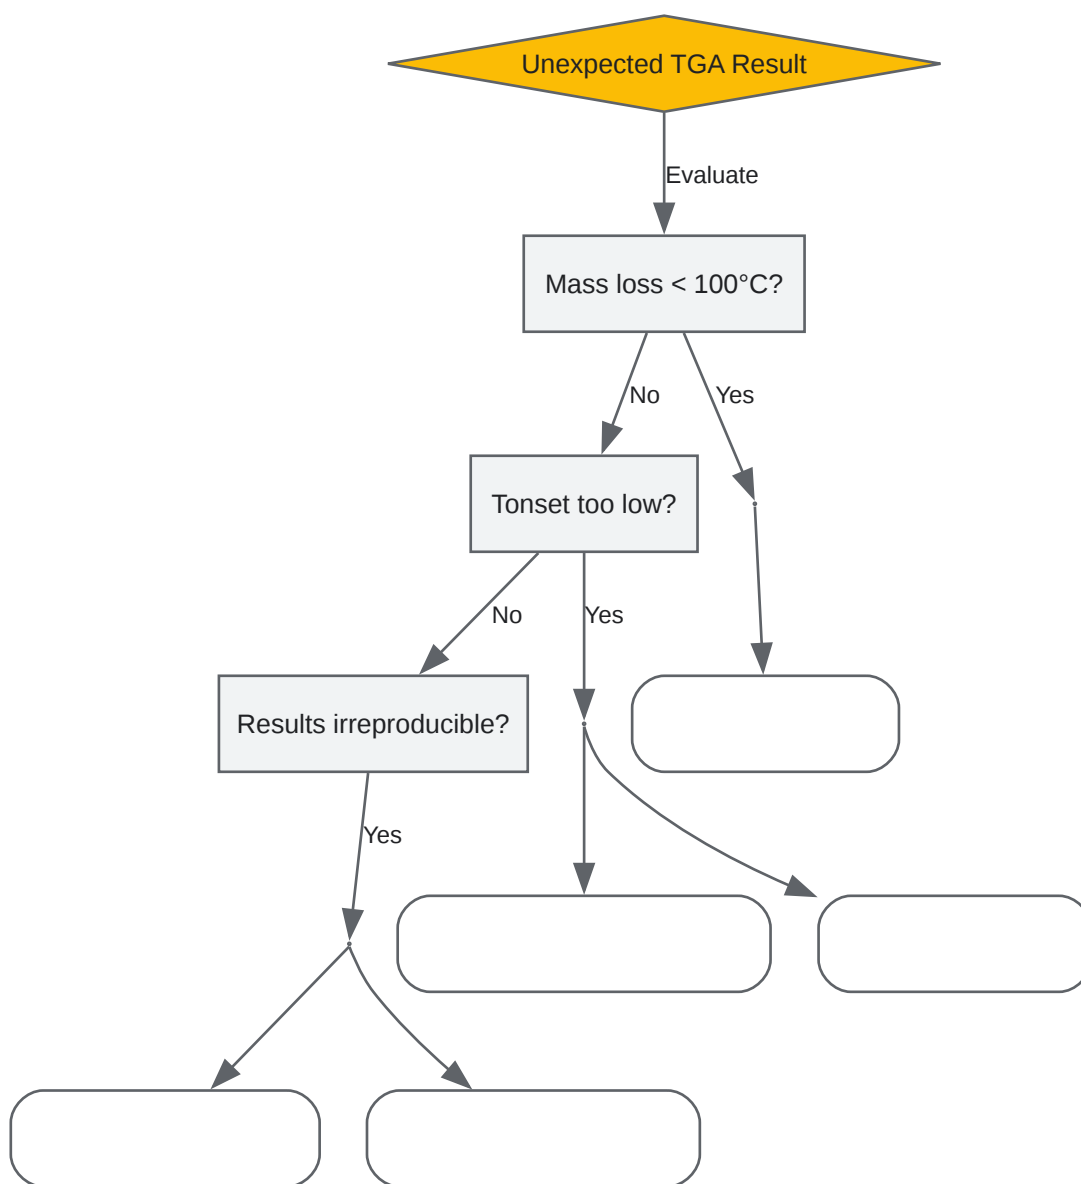 Unexpected TGA Result
Evaluate
Mass loss < 100°C?
No
Yes
Tonset too low?
No
Yes
Results irreproducible?
Yes